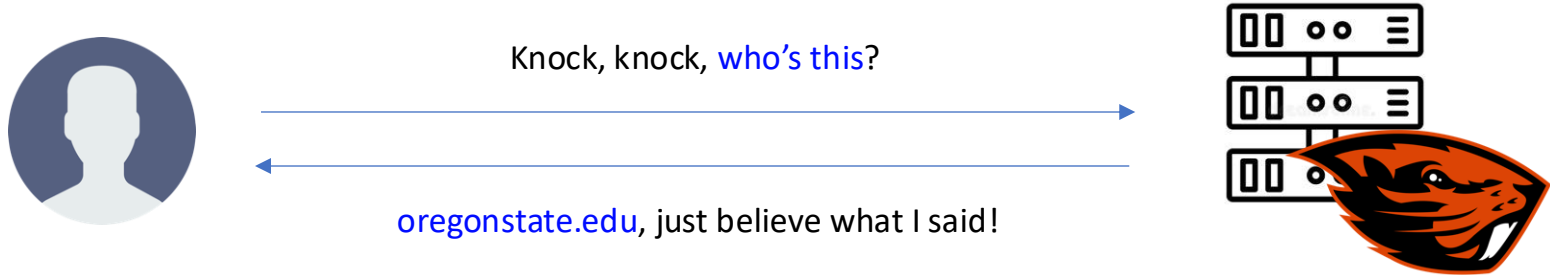 Knock, knock, who's this?
oregonstate.edu, just believe what I said!